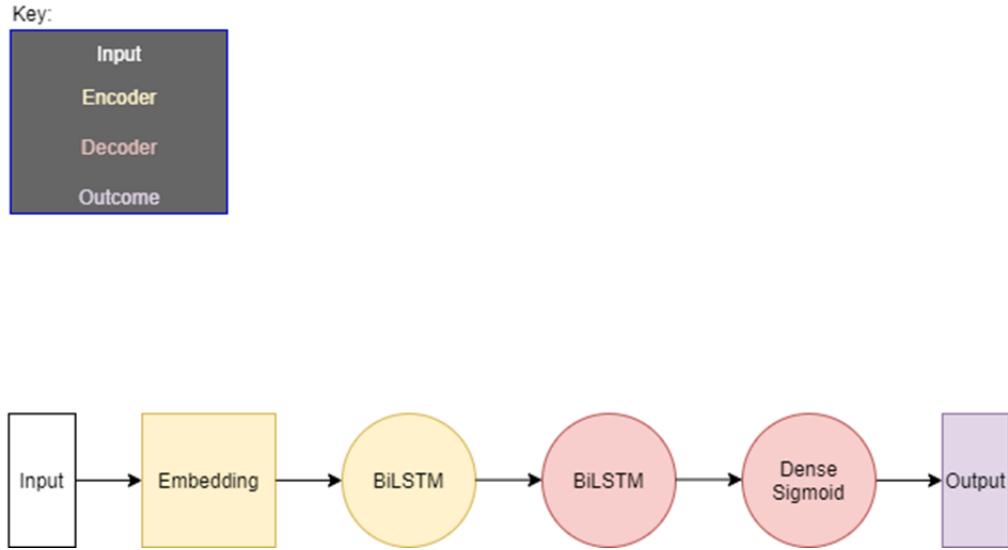 Key:
Input
Encoder
Decoder
Outcome
Input
Embedding
BiLSTM
BiLSTM
Dense
Sigmoid
Output